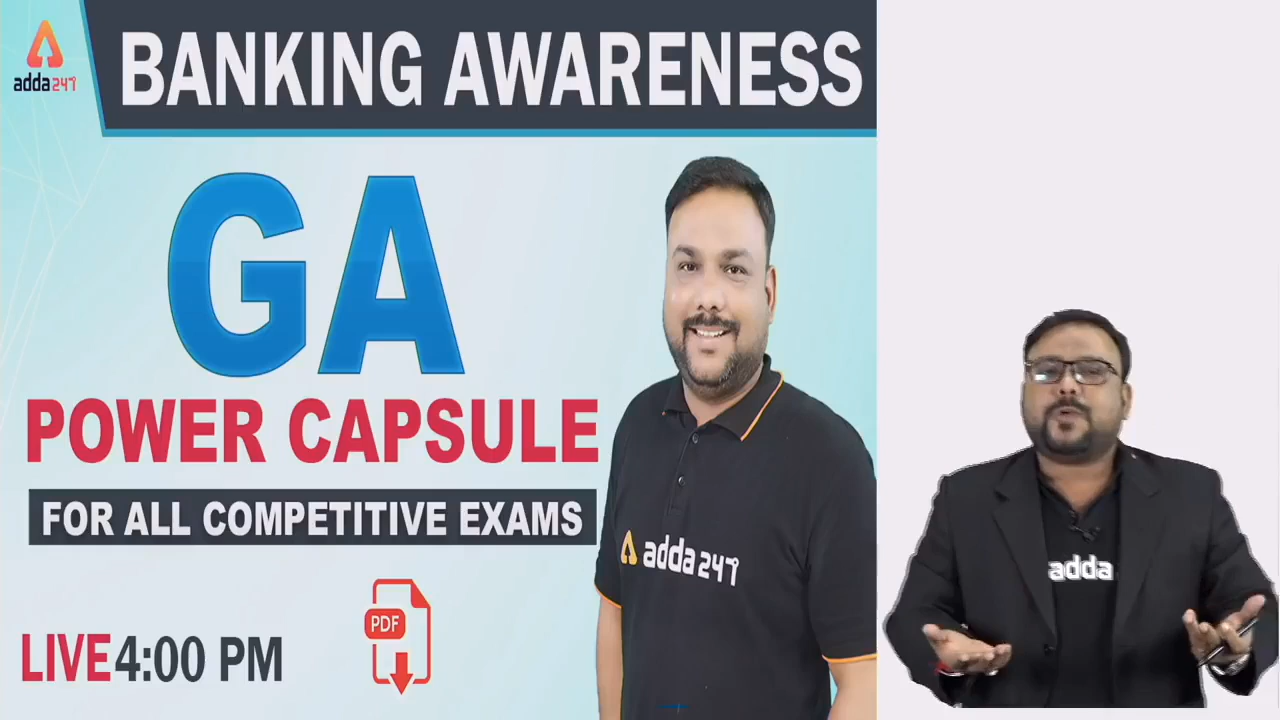 adda247
BANKING AWARENESS
GA
POWER CAPSULE
FOR ALL COMPETITIVE EXAMS
adda247
PDF
LIVE 4:00 PM
adda